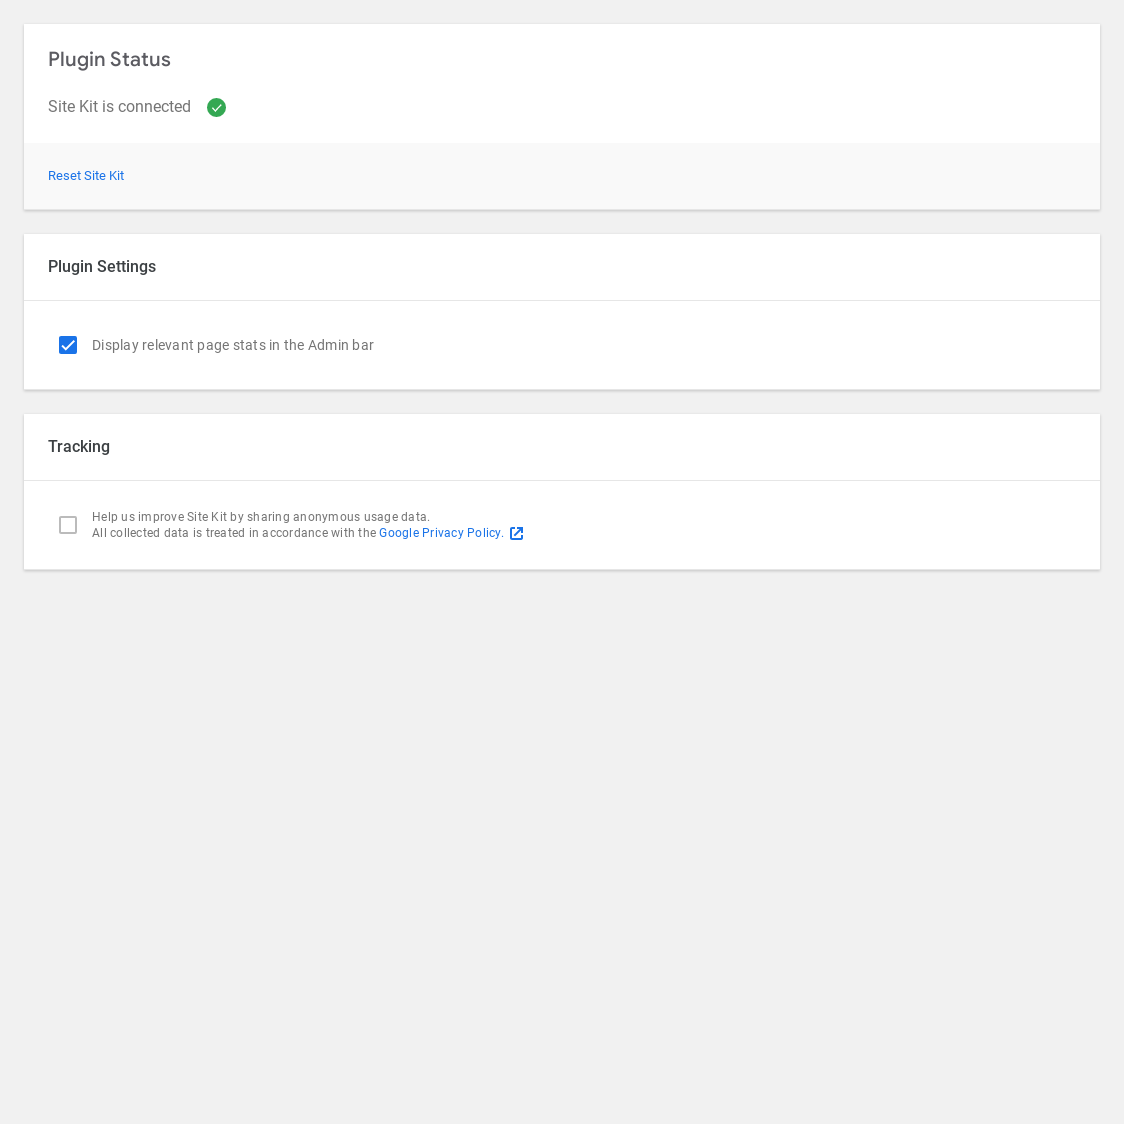 Plugin Status
Site Kit is connected
Reset Site Kit
Plugin Settings
Display relevant page stats in the Admin bar
Tracking
Help us improve Site Kit by sharing anonymous usage data.
All collected data is treated in accordance with the Google Privacy Policy.